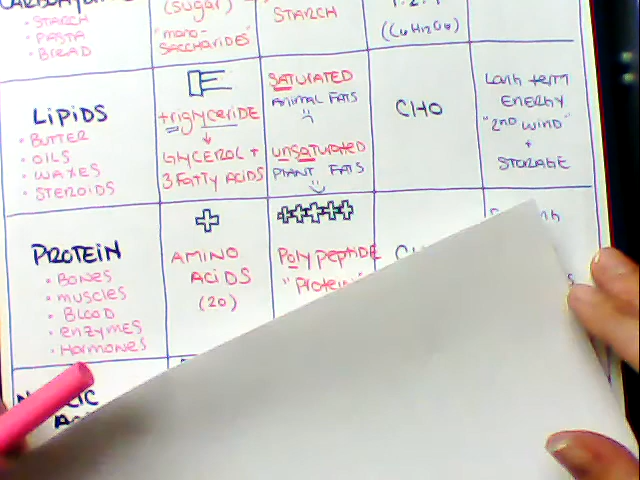 (sugar)
• STARCH
• PASTA
• BREAD
"mono-
SACCHARIDES"
STARCH
(C6H12O6)
LiPiDS
• BUTTER
• OILS
• WAXES
• STEROIDS
triglyceriDE
GLYCEROL +
3 FATTY ACIDS
SATURATED
ANIMAL FATS
unsaturated
PLANT FATS
CHO
Long term
ENERGY
"2nd WIND"
+
STORAGE
PROTEiN
• BONES
• muscles
• BLOOD
• enzymes
• HORMONES
AMINO
ACiDS
(20)
Poly peptiDE
"Protein"